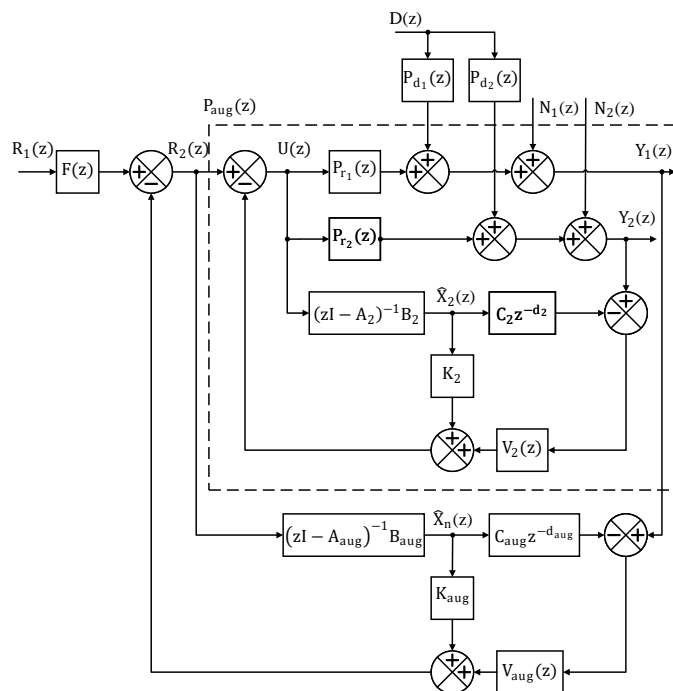 D(z)
P_{d_1}(z) P_{d_2}(z)
P_{aug}(z) N_1(z) N_2(z)
R_1(z) F(z) R_2(z) U(z) P_{r_1}(z) Y_1(z)
P_{r_2}(z) Y_2(z)
(zI − A_2)^{−1}B_2 X̂_2(z) C_2z^{−d_2}
K_2
V_2(z)
(zI − A_{aug})^{−1}B_{aug} X̂_n(z) C_{aug}z^{−d_{aug}}
K_{aug}
V_{aug}(z)